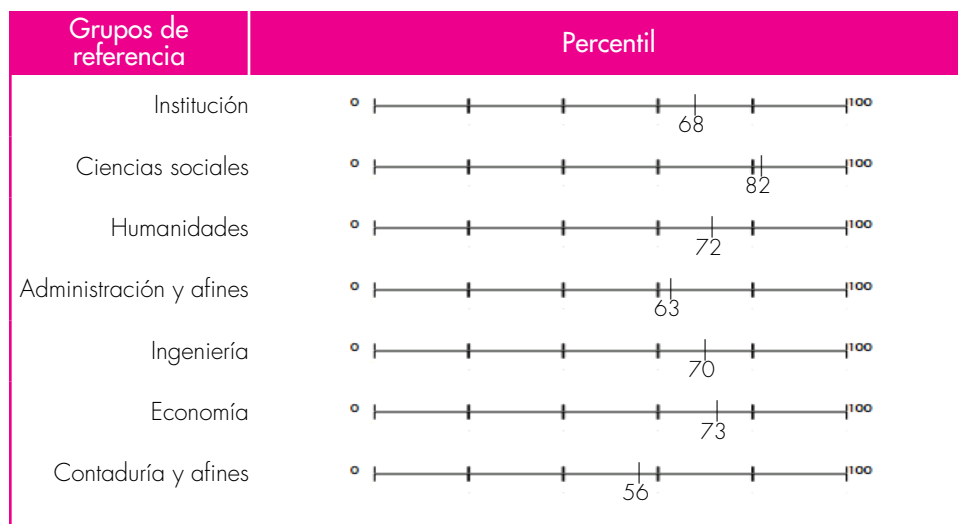 Grupos de
referencia
Percentil
Institución 0 100
68
Ciencias sociales 0 100
82
Humanidades 0 100
72
Administración y afines 0 100
63
Ingeniería 0 100
70
Economía 0 100
73
Contaduría y afines 0 100
56